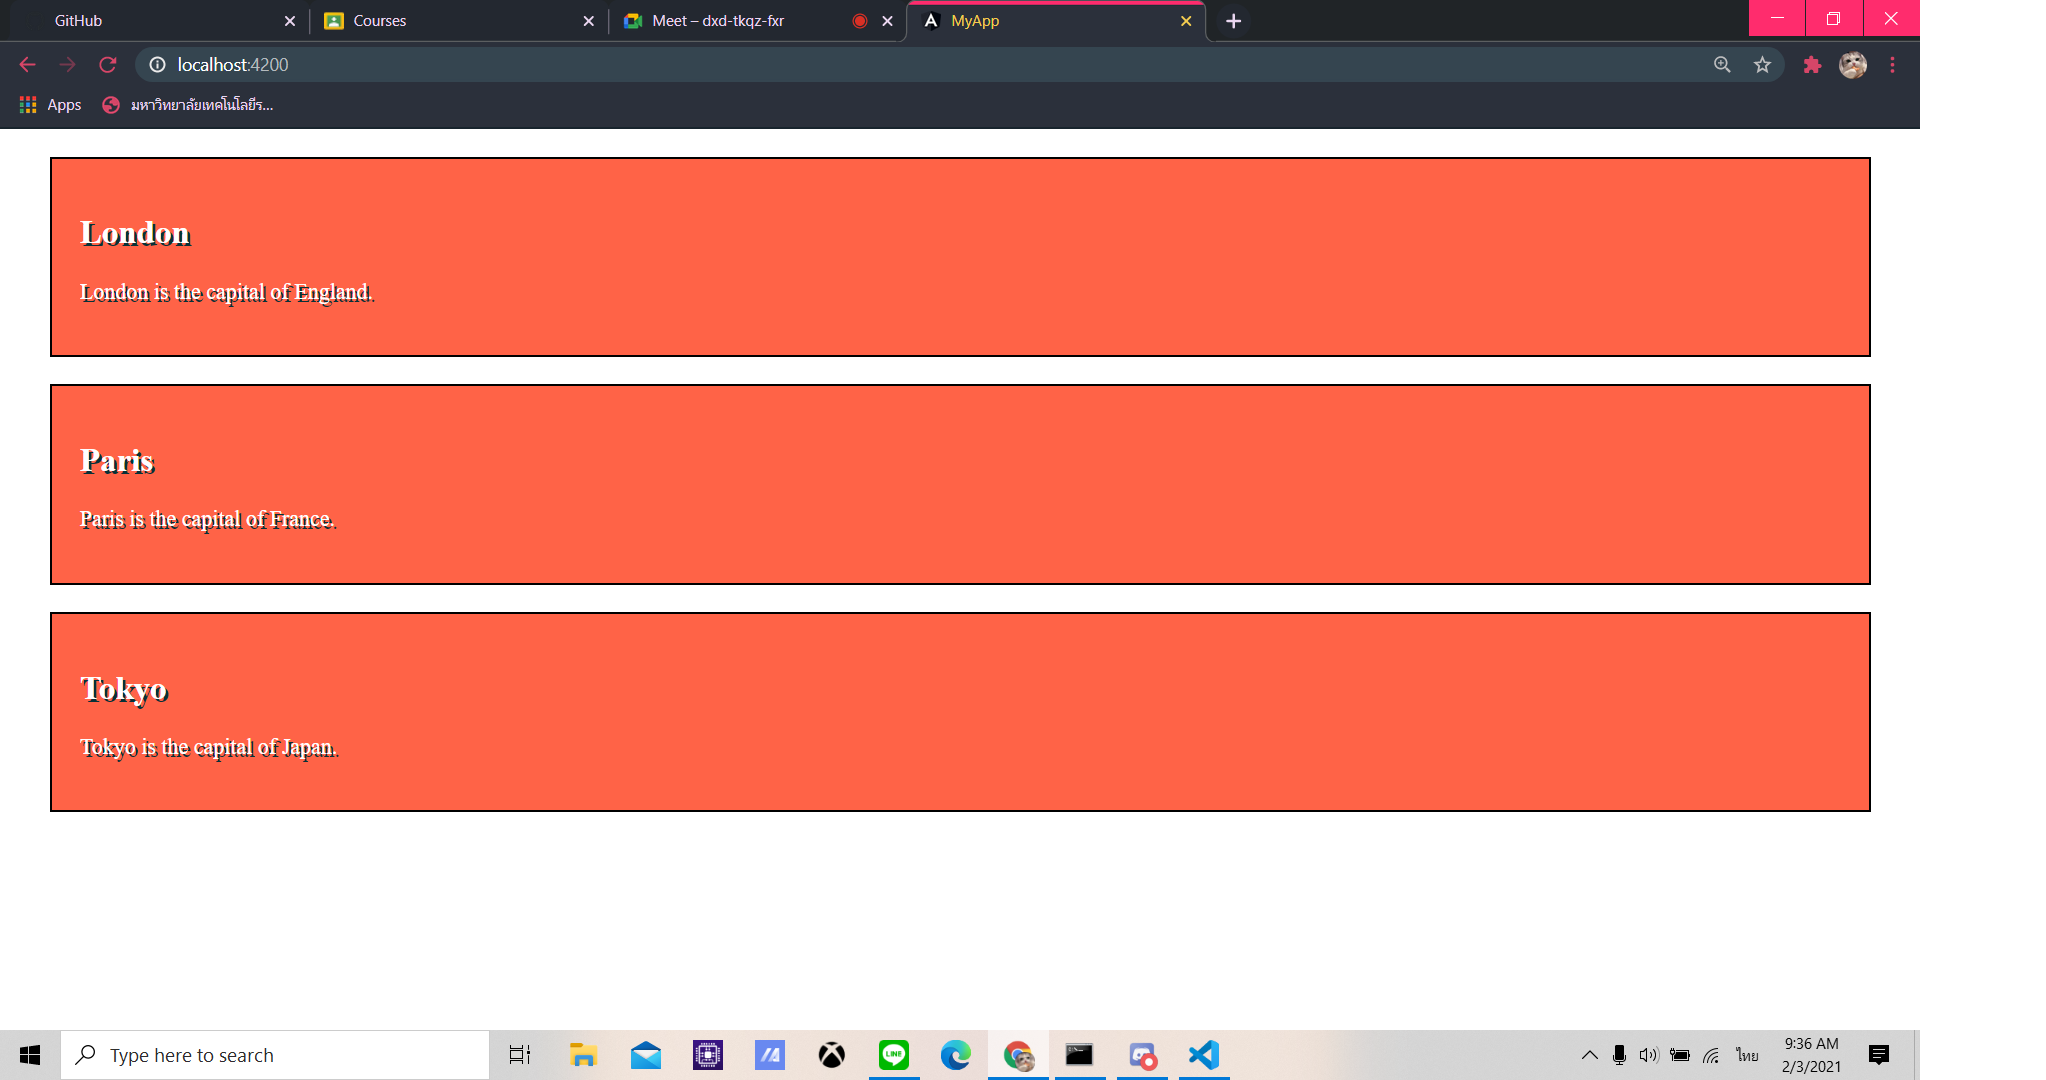 GitHub
Courses
Meet – dxd-tkqz-fxr
MyApp
localhost:4200
Apps
มหาวิทยาลัยเทคโนโลยีร...
London
London is the capital of England.
Paris
Paris is the capital of France.
Tokyo
Tokyo is the capital of Japan.
Type here to search
LINE
ไทย
9:36 AM
2/3/2021